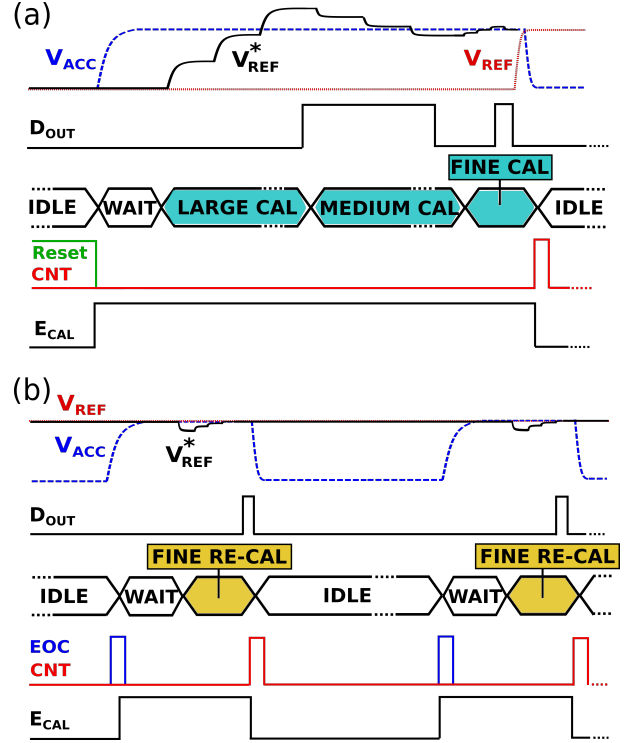 (a)
V_ACC
V*_REF
V_REF
D_OUT
FINE CAL
IDLE WAIT LARGE CAL MEDIUM CAL IDLE
Reset
CNT
E_CAL
(b)
V_REF
V_ACC
V*_REF
D_OUT
FINE RE-CAL FINE RE-CAL
IDLE WAIT IDLE WAIT
EOC
CNT
E_CAL